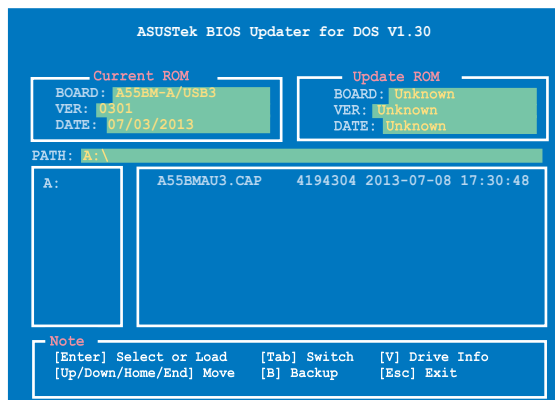 ASUSTek BIOS Updater for DOS V1.30
Current ROM
BOARD: A55BM-A/USB3
VER: 0301
DATE: 07/03/2013
Update ROM
BOARD: Unknown
VER: Unknown
DATE: Unknown
PATH: A:\
A:
A55BMAU3.CAP 4194304 2013-07-08 17:30:48
Note
[Enter] Select or Load [Tab] Switch [V] Drive Info
[Up/Down/Home/End] Move [B] Backup [Esc] Exit